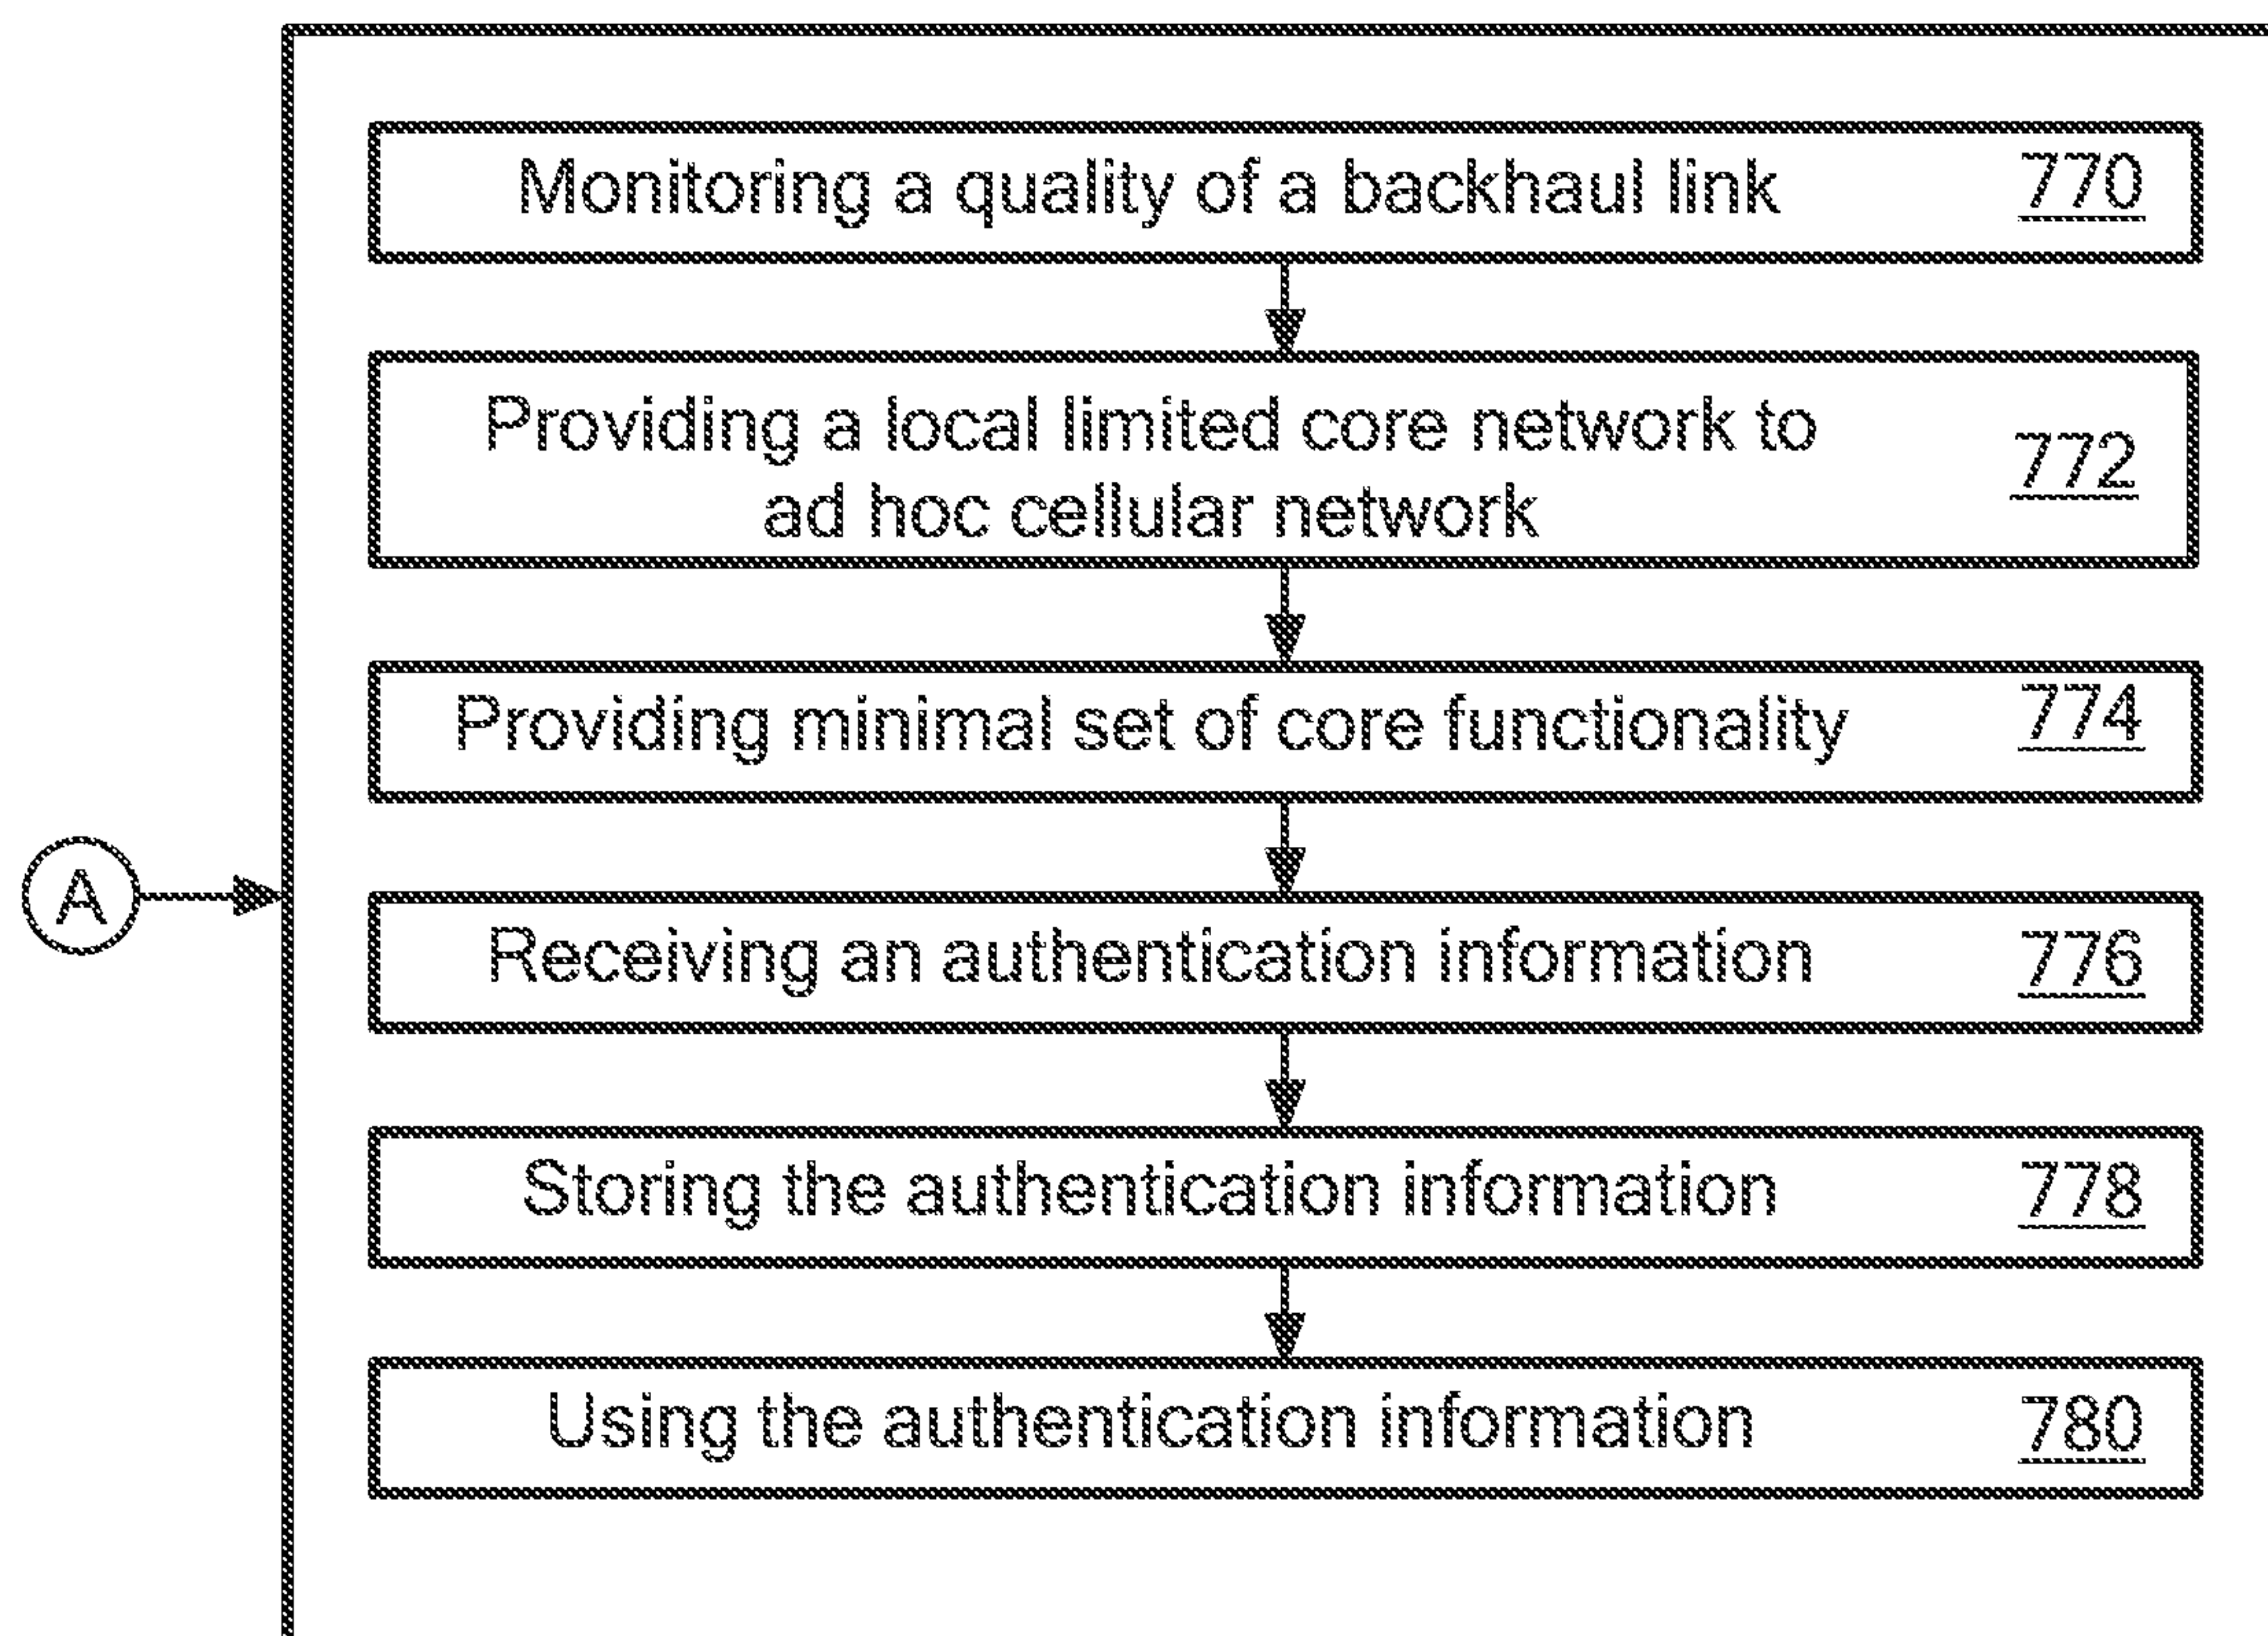 Monitoring a quality of a backhaul link 770
Providing a local limited core network to
ad hoc cellular network 772
Providing minimal set of core functionality 774
A
Receiving an authentication information 776
Storing the authentication information 778
Using the authentication information 780